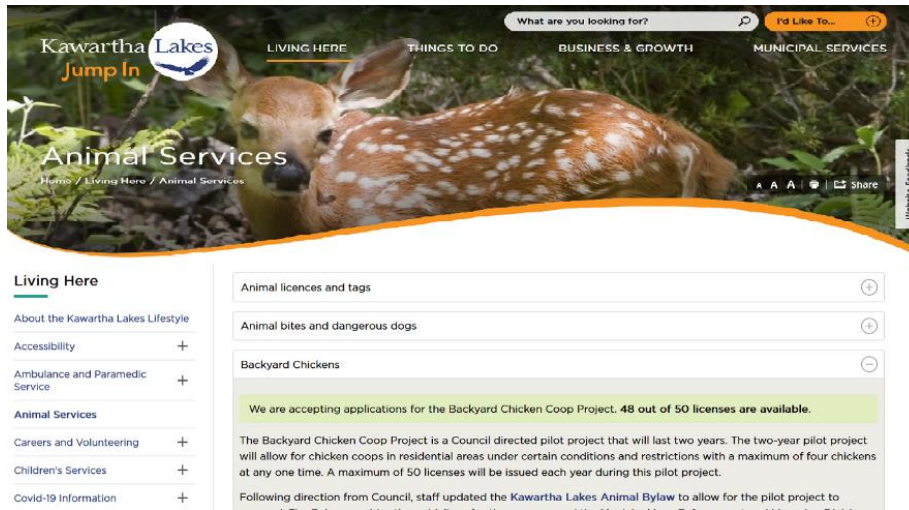 What are you looking for?
I'd Like To...
Kawartha Lakes
Jump In
LIVING HERE
THINGS TO DO
BUSINESS & GROWTH
MUNICIPAL SERVICES
Animal Services
Home / Living Here / Animal Services
A A A
Share
Website Feedback
Living Here
About the Kawartha Lakes Lifestyle
Accessibility
Ambulance and Paramedic
Service
Animal Services
Careers and Volunteering
Children's Services
Covid-19 Information
Animal licences and tags
Animal bites and dangerous dogs
Backyard Chickens
We are accepting applications for the Backyard Chicken Coop Project. 48 out of 50 licenses are available.
The Backyard Chicken Coop Project is a Council directed pilot project that will last two years. The two-year pilot project
will allow for chicken coops in residential areas under certain conditions and restrictions with a maximum of four chickens
at any one time. A maximum of 50 licenses will be issued each year during this pilot project.
Following direction from Council, staff updated the Kawartha Lakes Animal Bylaw to allow for the pilot project to